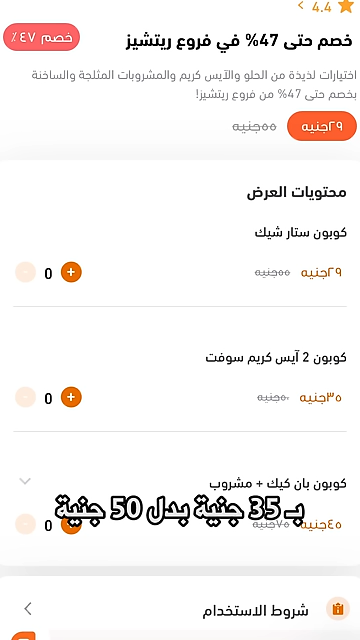 4.4
خصم حتى 47% في فروع ريتشيز
خصم ٤٧٪
اختيارات لذيذة من الحلو والآيس كريم والمشروبات المثلجة والساخنة
بخصم حتى 47% من فروع ريتشيز!
٢٩جنيه ٥٥جنيه
محتويات العرض
كوبون ستار شيك
٢٩جنيه ٥٥جنيه 0
كوبون 2 آيس كريم سوفت
٣٥جنيه ٥٠جنيه 0
كوبون بان كيك + مشروب
٤٥جنيه ٧٥جنيه 0
بـ 35 جنية بدل 50 جنية
شروط الاستخدام